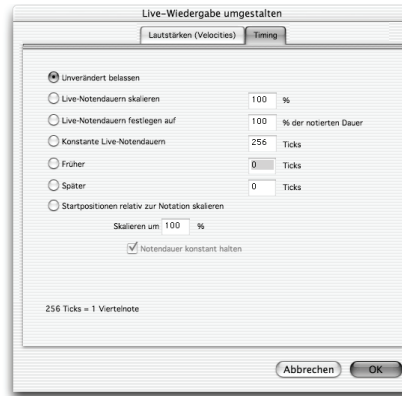 Live-Wiedergabe umgestalten
Lautstärken (Velocities) Timing
Unverändert belassen
Live-Notendauern skalieren 100 %
Live-Notendauern festlegen auf 100 % der notierten Dauer
Konstante Live-Notendauern 256 Ticks
Früher 0 Ticks
Später 0 Ticks
Startpositionen relativ zur Notation skalieren
Skalieren um 100 %
Notendauer konstant halten
256 Ticks = 1 Viertelnote
Abbrechen OK